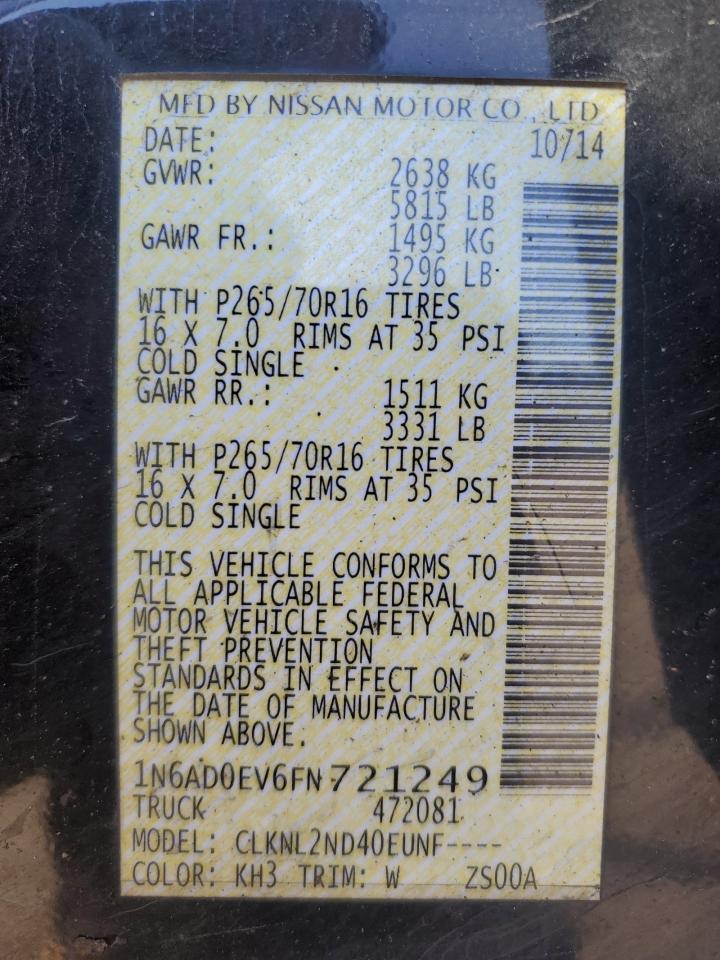 MFD BY NISSAN MOTOR CO., LTD
DATE: 10/14
GVWR: 2638 KG
5815 LB
GAWR FR.: 1495 KG
3296 LB
WITH P265/70R16 TIRES
16 X 7.0 RIMS AT 35 PSI
COLD SINGLE
GAWR RR.: 1511 KG
3331 LB
WITH P265/70R16 TIRES
16 X 7.0 RIMS AT 35 PSI
COLD SINGLE
THIS VEHICLE CONFORMS TO
ALL APPLICABLE FEDERAL
MOTOR VEHICLE SAFETY AND
THEFT PREVENTION
STANDARDS IN EFFECT ON
THE DATE OF MANUFACTURE
SHOWN ABOVE.
1N6AD0EV6FN721249
TRUCK 472081
MODEL: CLKNL2ND40EUNF----
COLOR: KH3 TRIM: W ZS00A